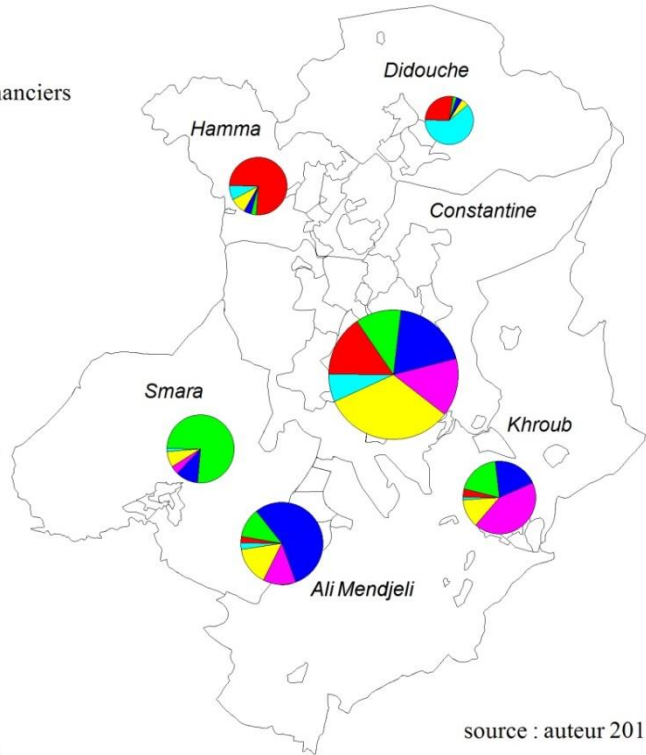 Didouche
nanciers
Hamma
Constantine
Smara
Khroub
Ali Mendjeli
source : auteur 201